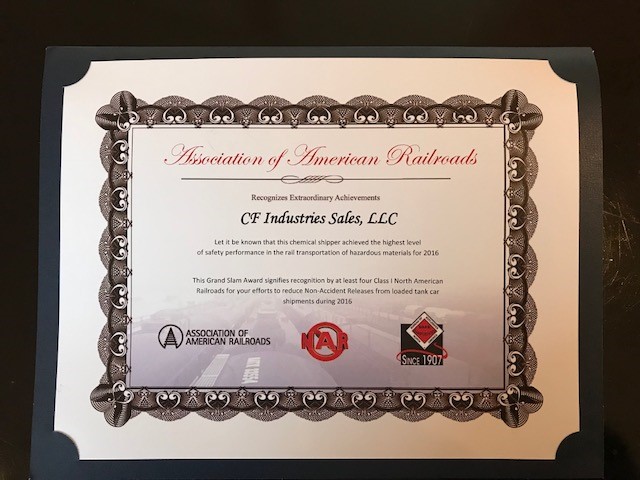 Association of American Railroads
Recognizes Extraordinary Achievements
CF Industries Sales, LLC
Let it be known that this chemical shipper achieved the highest level
of safety performance in the rail transportation of hazardous materials for 2016
This Grand Slam Award signifies recognition by at least four Class I North American
Railroads for your efforts to reduce Non-Accident Releases from loaded tank car
shipments during 2016
ASSOCIATION OF
AMERICAN RAILROADS
NAR
SINCE 1907